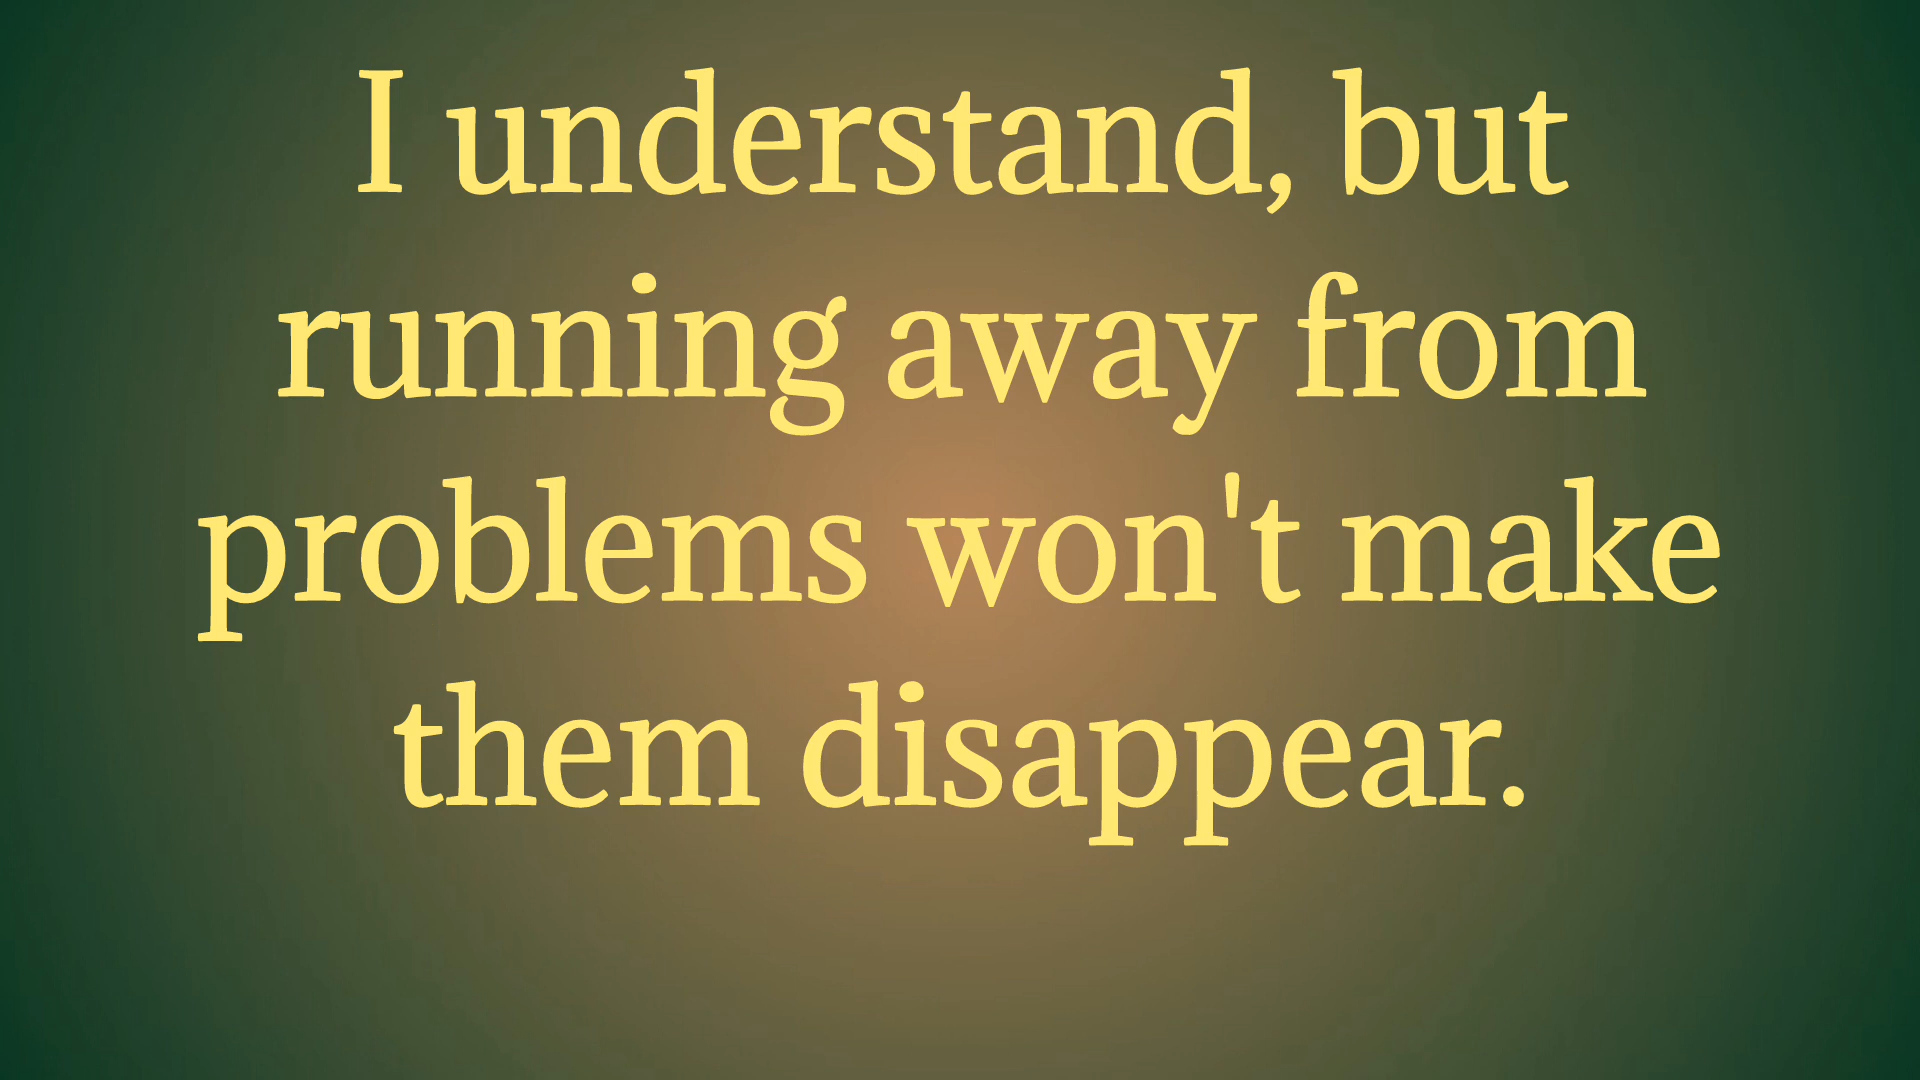 I understand, but
running away from
problems won't make
them disappear.